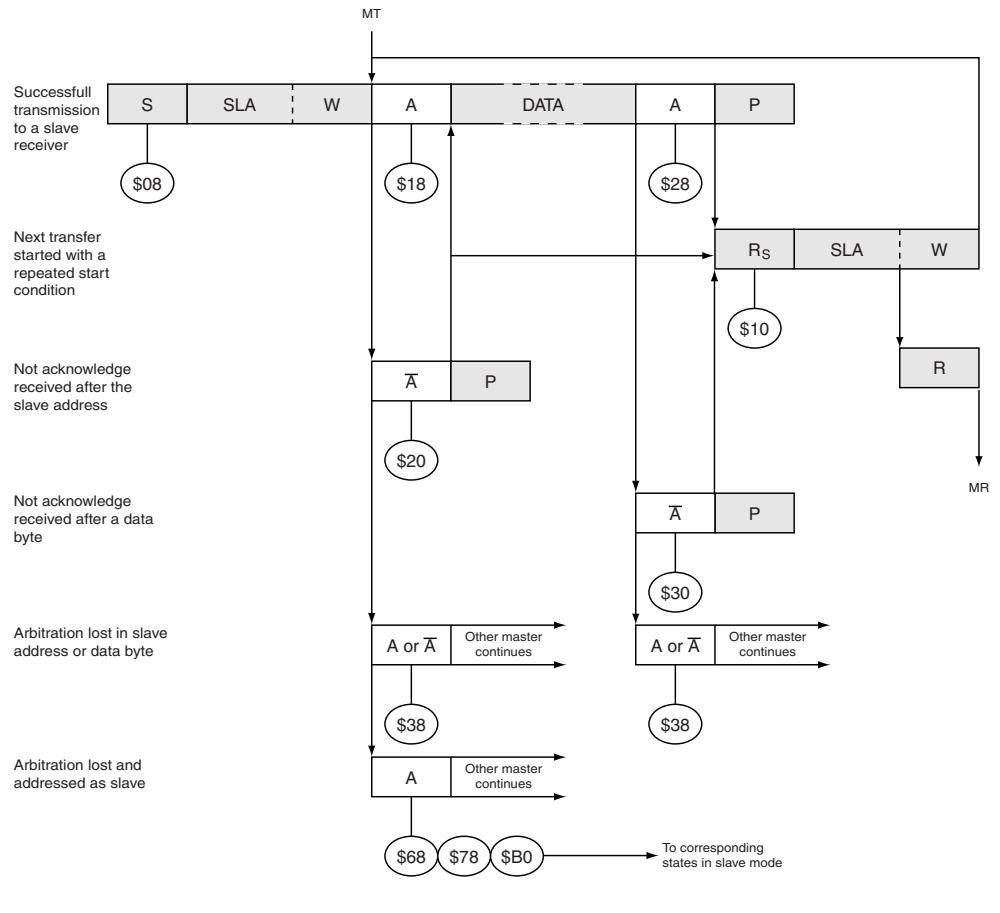 MT
Successfull
transmission
to a slave
receiver
S SLA W A DATA A P
$08 $18 $28
Next transfer
started with a
repeated start
condition
RS SLA W
$10
Not acknowledge
received after the
slave address
A̅ P
R
$20
MR
Not acknowledge
received after a data
byte
A̅ P
$30
Arbitration lost in slave
address or data byte
A or A̅ Other master
continues
A or A̅ Other master
continues
$38 $38
Arbitration lost and
addressed as slave
A Other master
continues
$68 $78 $B0
To corresponding
states in slave mode